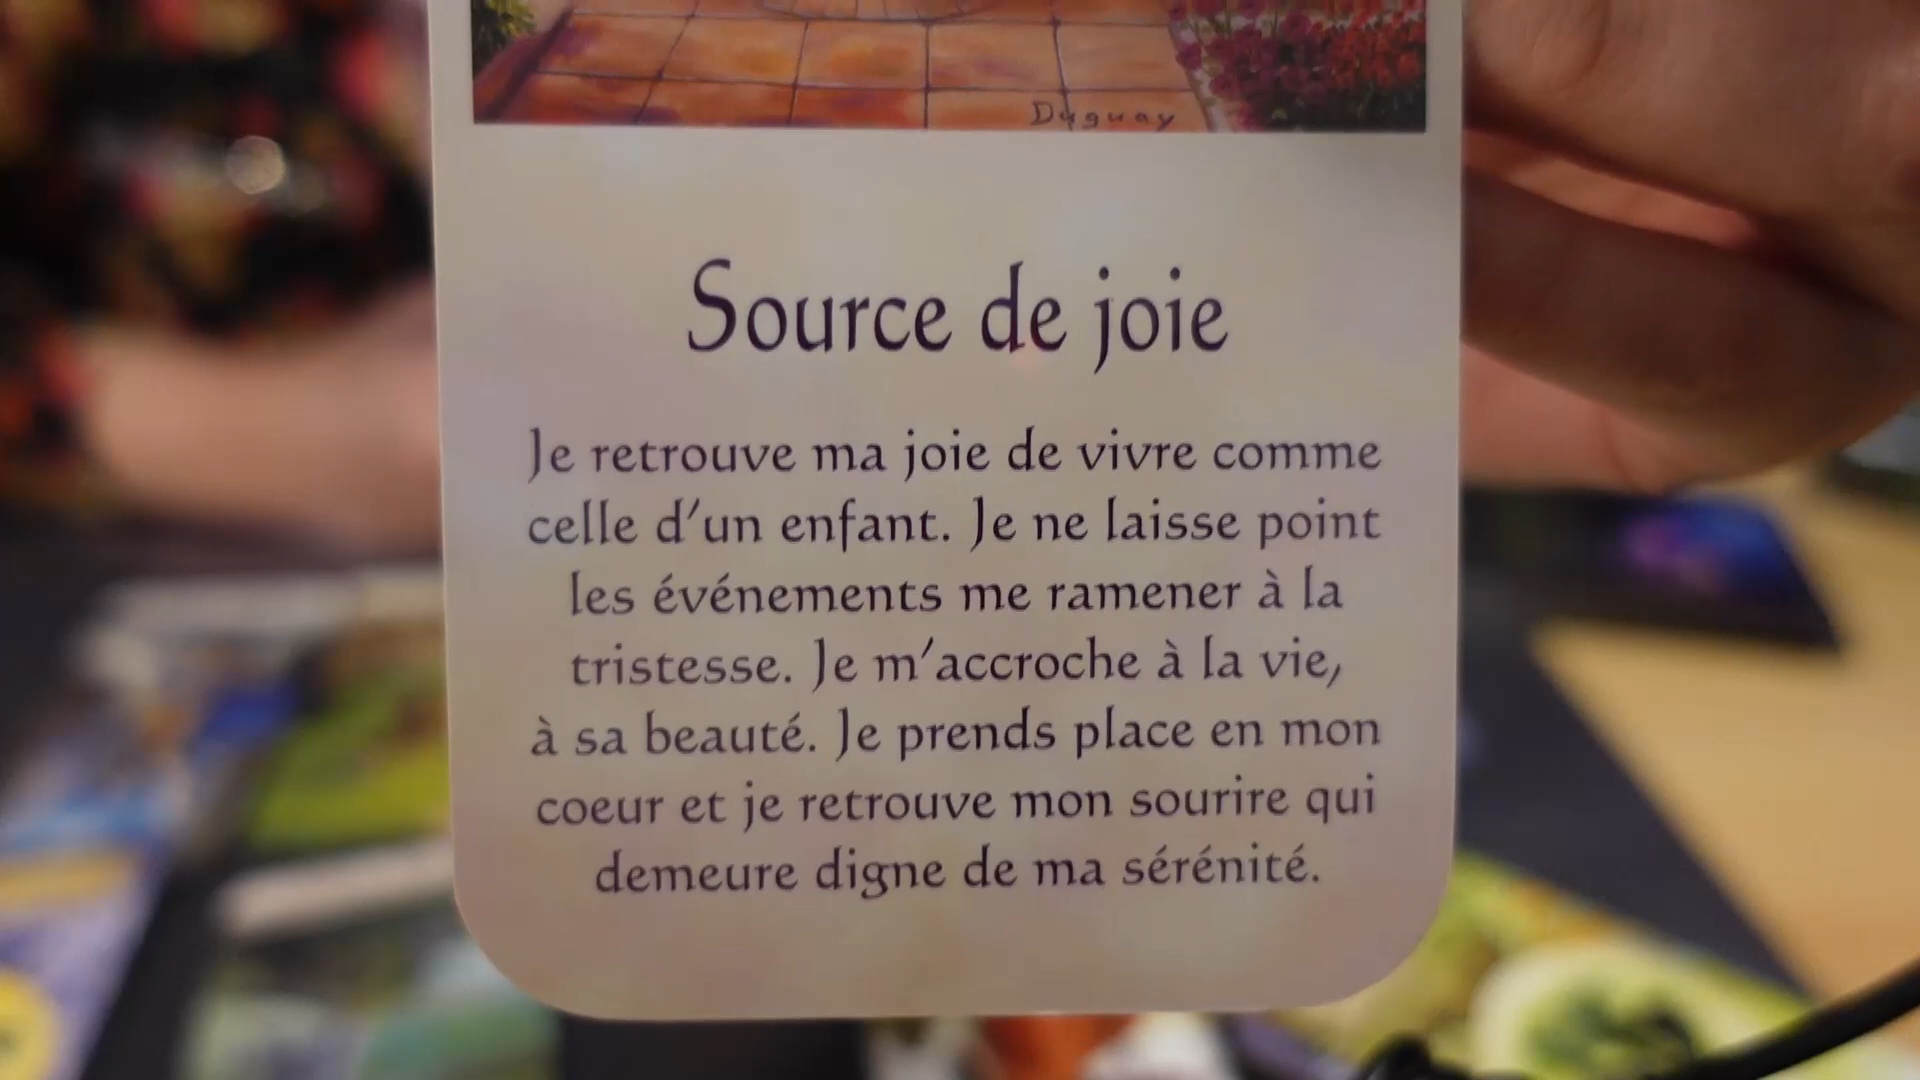 Duguay
Source de joie
Je retrouve ma joie de vivre comme
celle d'un enfant. Je ne laisse point
les événements me ramener à la
tristesse. Je m'accroche à la vie,
à sa beauté. Je prends place en mon
coeur et je retrouve mon sourire qui
demeure digne de ma sérénité.